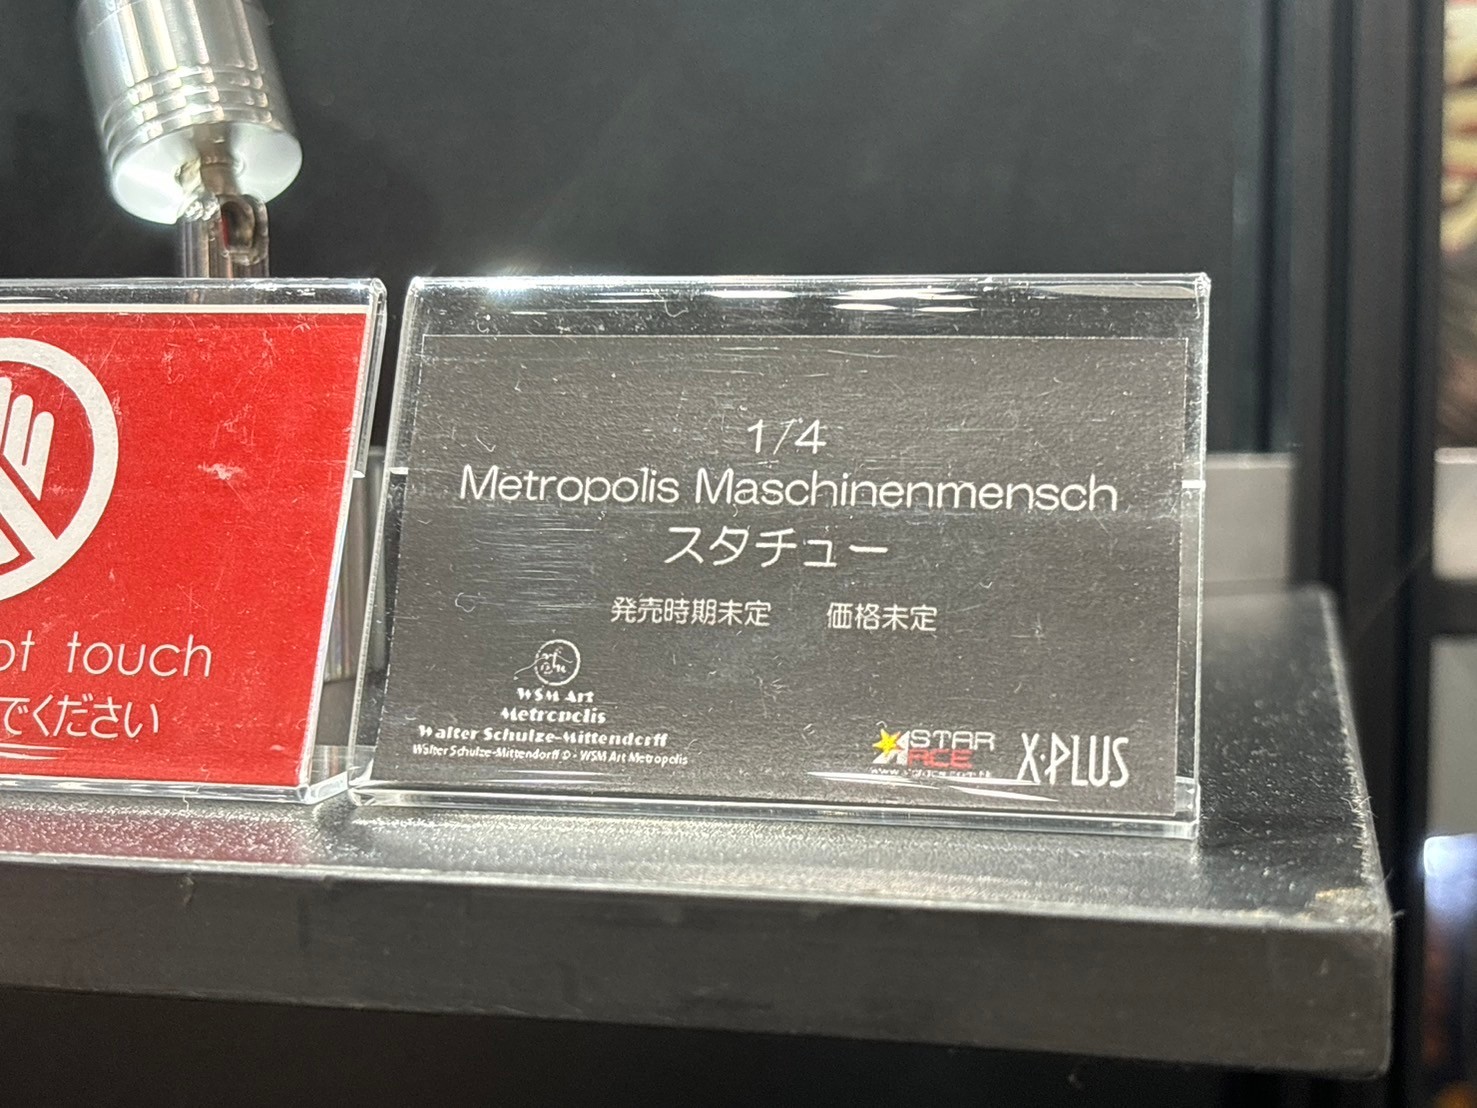 ot touch
でください
1/4
Metropolis Maschinenmensch
スタチュー
発売時期未定　価格未定
WSM Art
Metropolis
Walter Schulze-Mittendorff
Walter Schulze-Mittendorff © - WSM Art Metropolis
STAR
ACE
X-PLUS